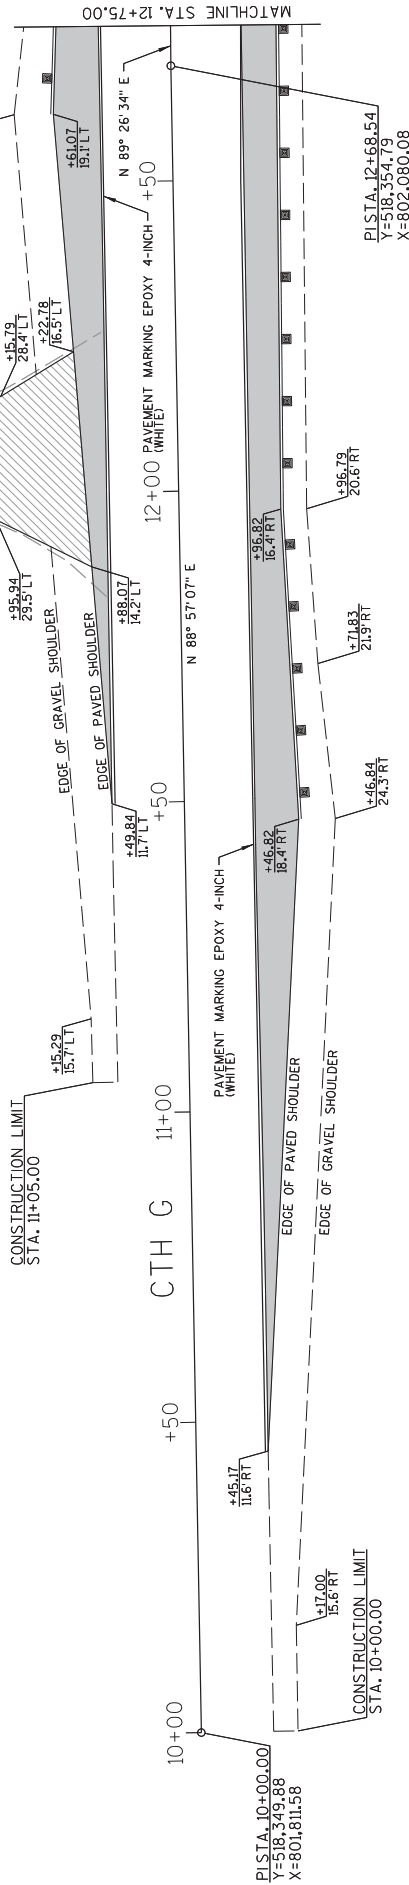 MATCHLINE STA. 12+75.00
+61.07
19.1' LT
N 89° 26' 34" E
+50
PI STA. 12+68.54
Y=518,354.79
X=802,080.08
+15.79
28.4' LT
+22.78
16.5' LT
PAVEMENT MARKING EPOXY 4-INCH
(WHITE)
12+00
+96.82
16.4' RT
+96.79
20.6' RT
+95.94
29.5' LT
+88.07
14.2' LT
N 88° 57' 07" E
EDGE OF GRAVEL SHOULDER
EDGE OF PAVED SHOULDER
+71.83
21.9' RT
+49.84
11.7' LT
+50
+46.82
18.4' RT
+46.84
24.3' RT
PAVEMENT MARKING EPOXY 4-INCH
(WHITE)
+15.29
15.7' LT
CONSTRUCTION LIMIT
STA. 11+05.00
11+00
CTH G
EDGE OF PAVED SHOULDER
EDGE OF GRAVEL SHOULDER
+50
+45.17
11.6' RT
+17.00
15.6' RT
CONSTRUCTION LIMIT
STA. 10+00.00
10+00
PI STA. 10+00.00
Y=518,349.88
X=801,811.58